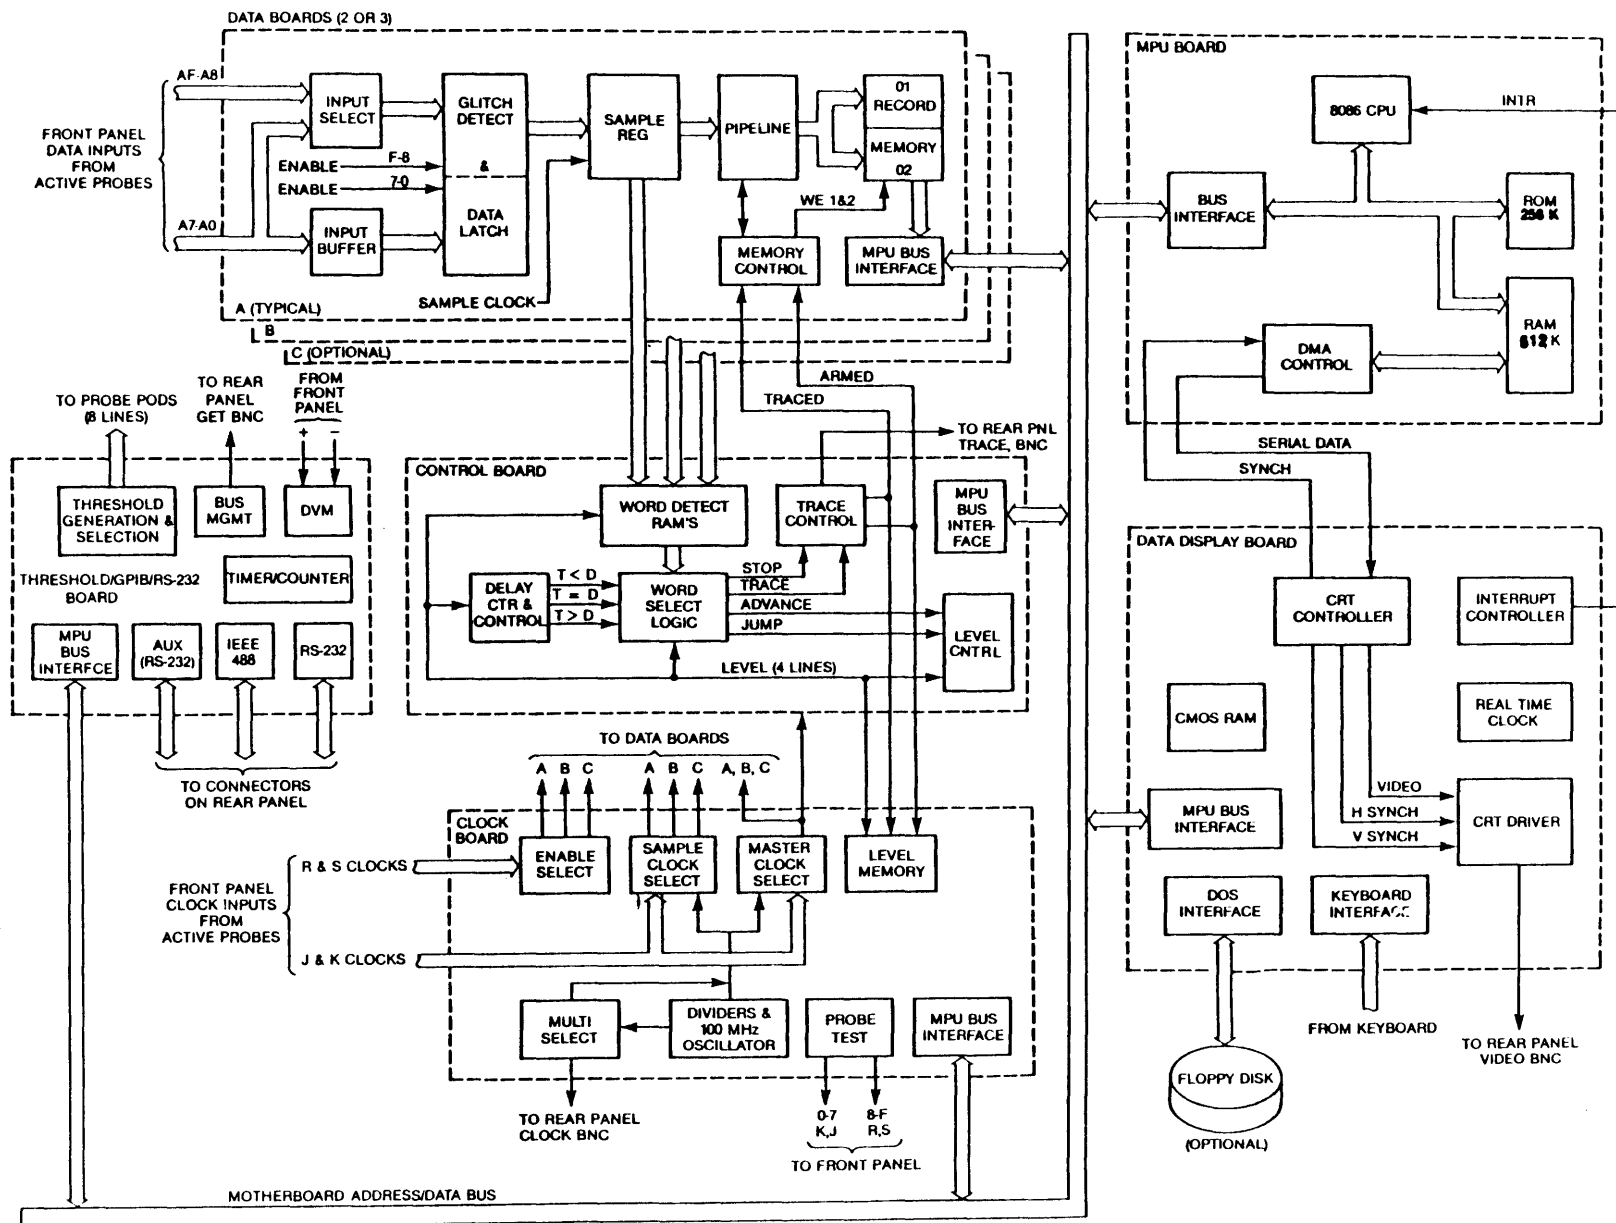 DATA BOARDS (2 OR 3)
AF-A8
FRONT PANEL
DATA INPUTS
FROM
ACTIVE PROBES
A7-A0
INPUT
SELECT
ENABLE
F-8
ENABLE
7-0
INPUT
BUFFER
GLITCH
DETECT
&
DATA
LATCH
SAMPLE
REG
PIPELINE
01
RECORD
MEMORY
02
WE 1&2
MEMORY
CONTROL
MPU BUS
INTERFACE
SAMPLE CLOCK
A (TYPICAL)
B
C (OPTIONAL)
MPU BOARD
8086 CPU
INTR
BUS
INTERFACE
ROM
256 K
RAM
512 K
DMA
CONTROL
SERIAL DATA
SYNCH
TO PROBE PODS
(8 LINES)
TO REAR
PANEL
GET BNC
FROM
FRONT
PANEL
+
–
THRESHOLD
GENERATION &
SELECTION
BUS
MGMT
DVM
THRESHOLD/GPIB/RS-232
BOARD
TIMER/COUNTER
MPU
BUS
INTERFCE
AUX
(RS-232)
IEEE
488
RS-232
TO CONNECTORS
ON REAR PANEL
ARMED
TRACED
TO REAR PNL
TRACE, BNC
CONTROL BOARD
WORD DETECT
RAM'S
TRACE
CONTROL
MPU
BUS
INTER-
FACE
DELAY
CTR &
CONTROL
T < D
T = D
T > D
WORD
SELECT
LOGIC
STOP
TRACE
ADVANCE
JUMP
LEVEL
CNTRL
LEVEL (4 LINES)
DATA DISPLAY BOARD
CRT
CONTROLLER
INTERRUPT
CONTROLLER
CMOS RAM
REAL TIME
CLOCK
VIDEO
H SYNCH
V SYNCH
CRT DRIVER
MPU BUS
INTERFACE
DOS
INTERFACE
KEYBOARD
INTERFACE
FROM KEYBOARD
TO REAR PANEL
VIDEO BNC
FLOPPY DISK
(OPTIONAL)
TO DATA BOARDS
A B C
A B C
A, B, C
CLOCK
BOARD
ENABLE
SELECT
SAMPLE
CLOCK
SELECT
MASTER
CLOCK
SELECT
LEVEL
MEMORY
R & S CLOCKS
FRONT PANEL
CLOCK INPUTS
FROM
ACTIVE PROBES
J & K CLOCKS
MULTI
SELECT
DIVIDERS &
100 MHz
OSCILLATOR
PROBE
TEST
MPU BUS
INTERFACE
TO REAR PANEL
CLOCK BNC
0-7
K,J
8-F
R,S
TO FRONT PANEL
MOTHERBOARD ADDRESS/DATA BUS